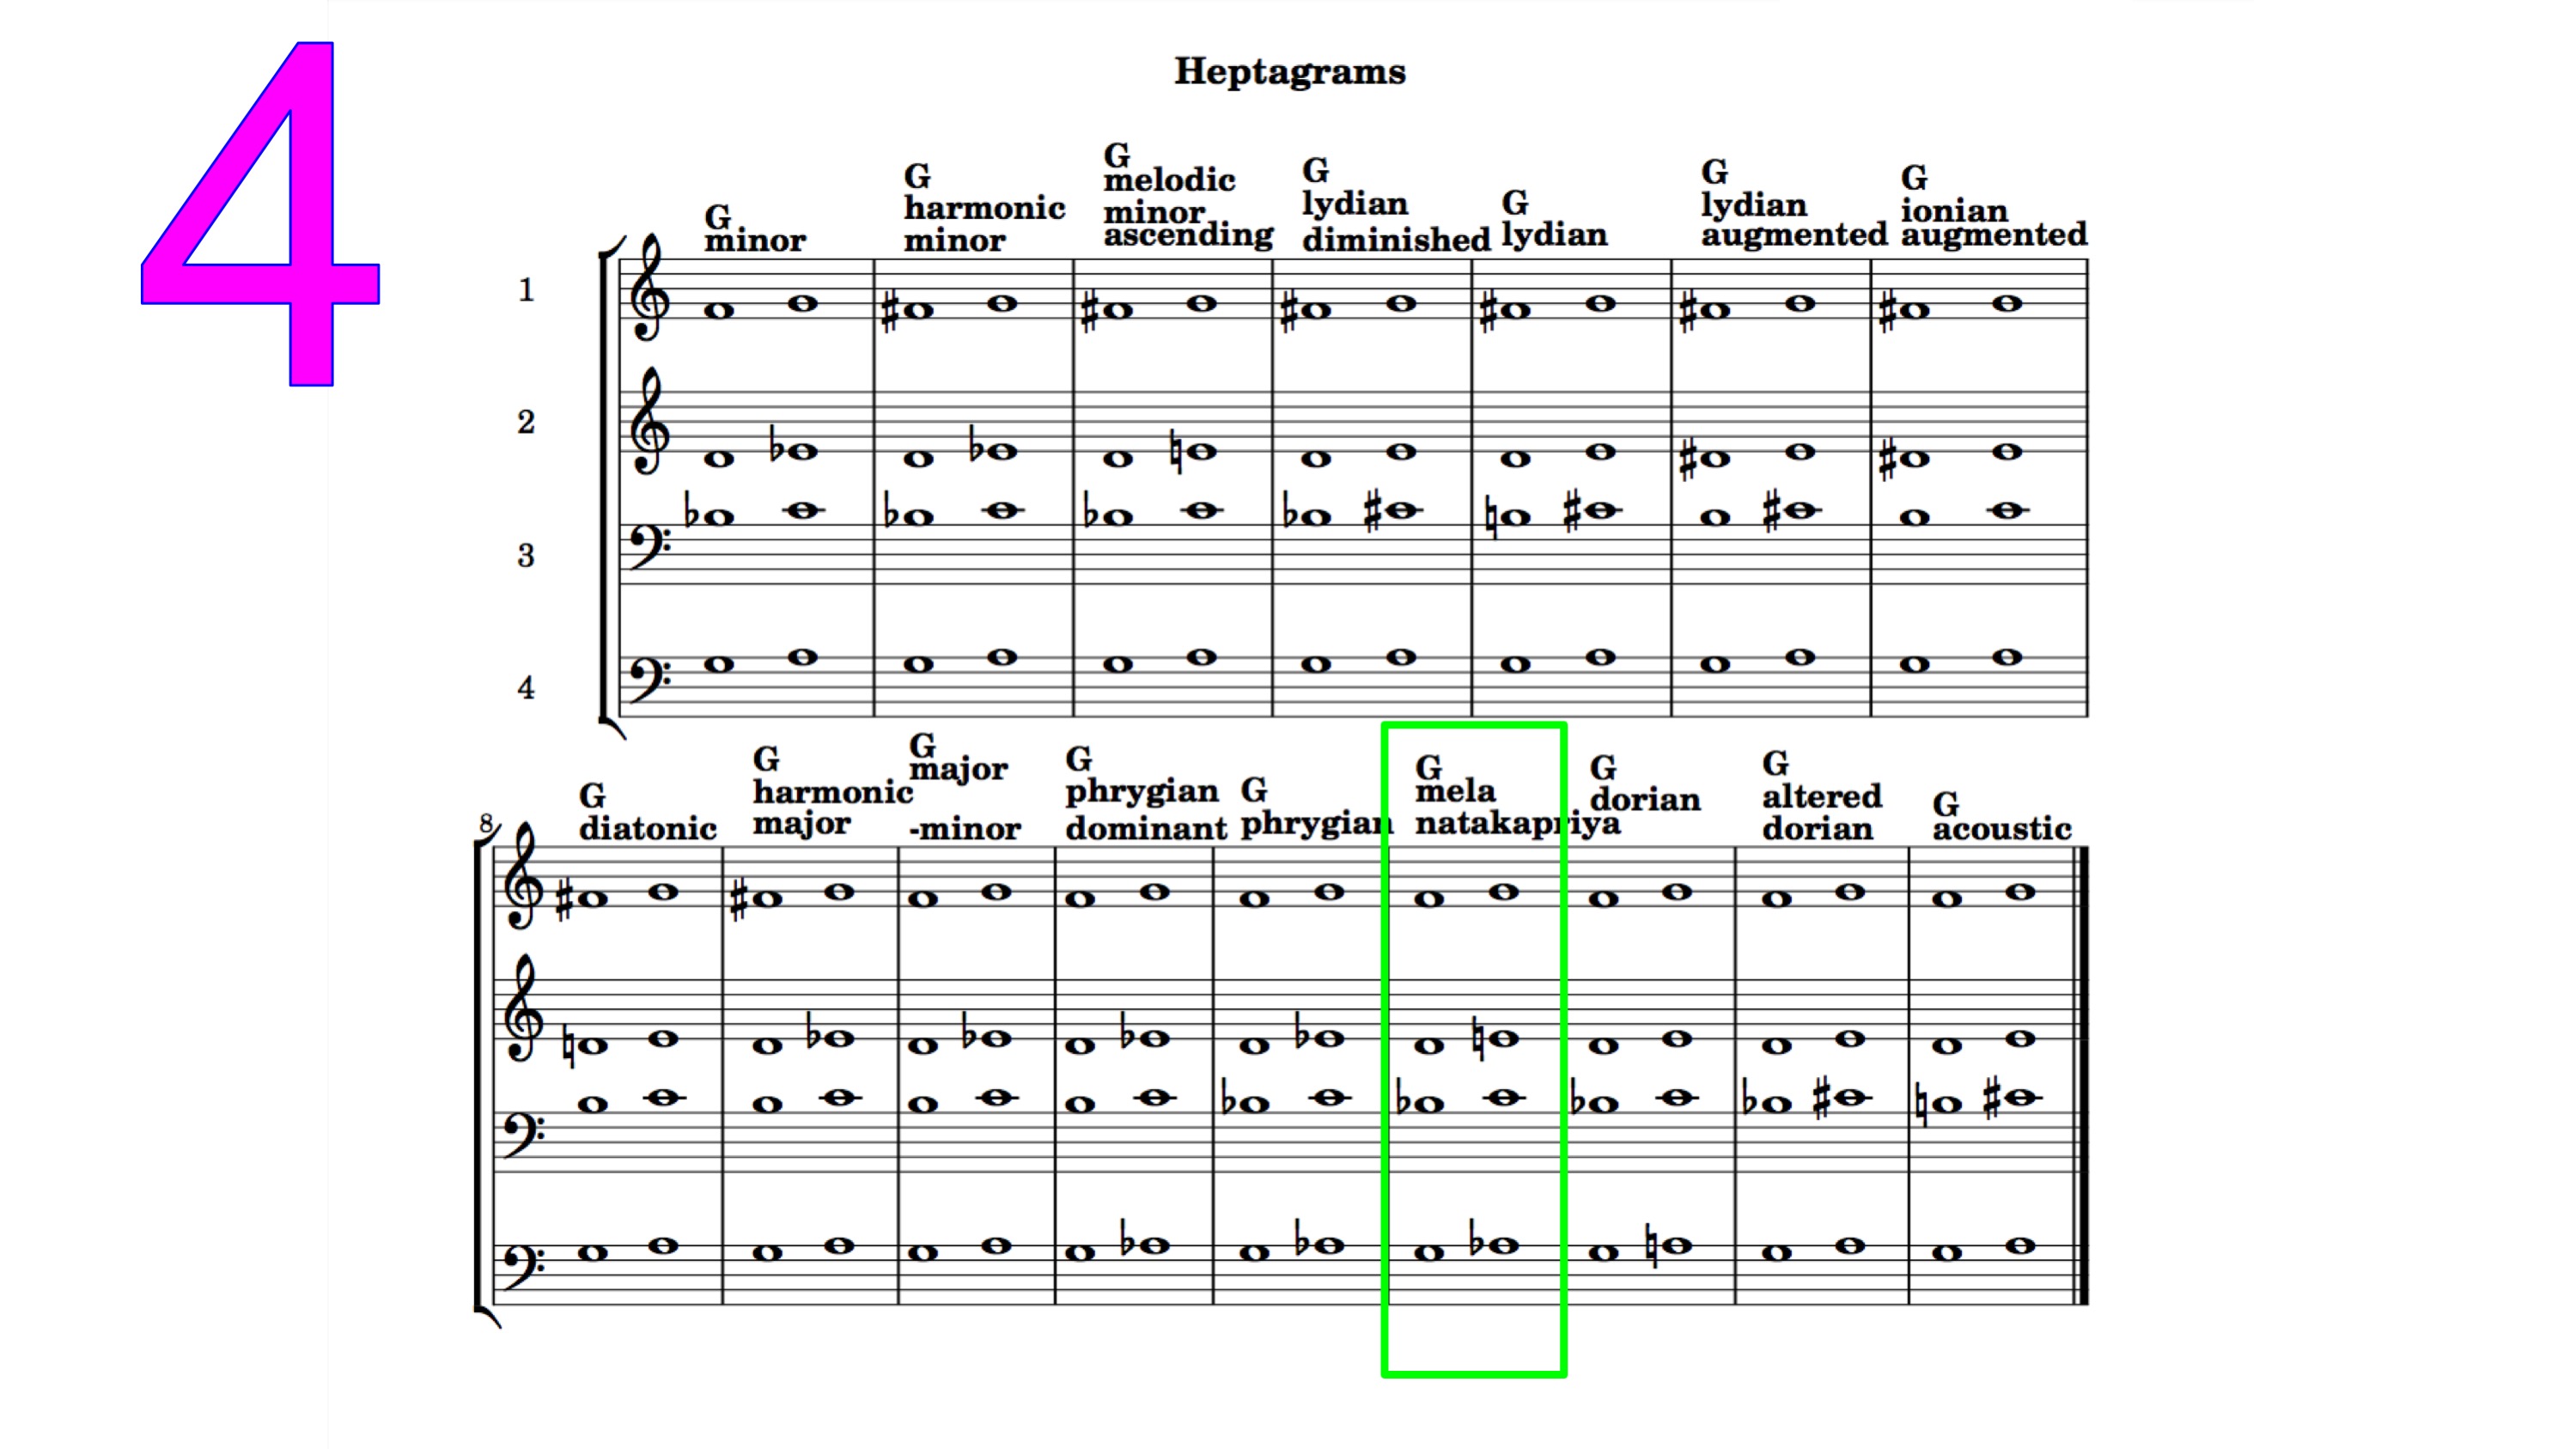 4
Heptagrams
G
minor
G
harmonic
minor
G
melodic
minor
ascending
G
lydian
diminished
G
lydian
G
lydian
augmented
G
ionian
augmented
1
2
3
4
8
G
diatonic
G
harmonic
major
G
major
-minor
G
phrygian
dominant
G
phrygian
G
mela
natakapriya
G
dorian
G
altered
dorian
G
acoustic